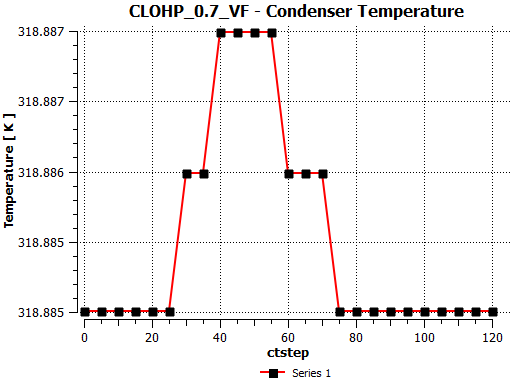 CLOHP_0.7_VF - Condenser Temperature
318.887
318.887
318.886
318.885
318.885
Temperature [ K ]
0 20 40 60 80 100 120
ctstep
Series 1